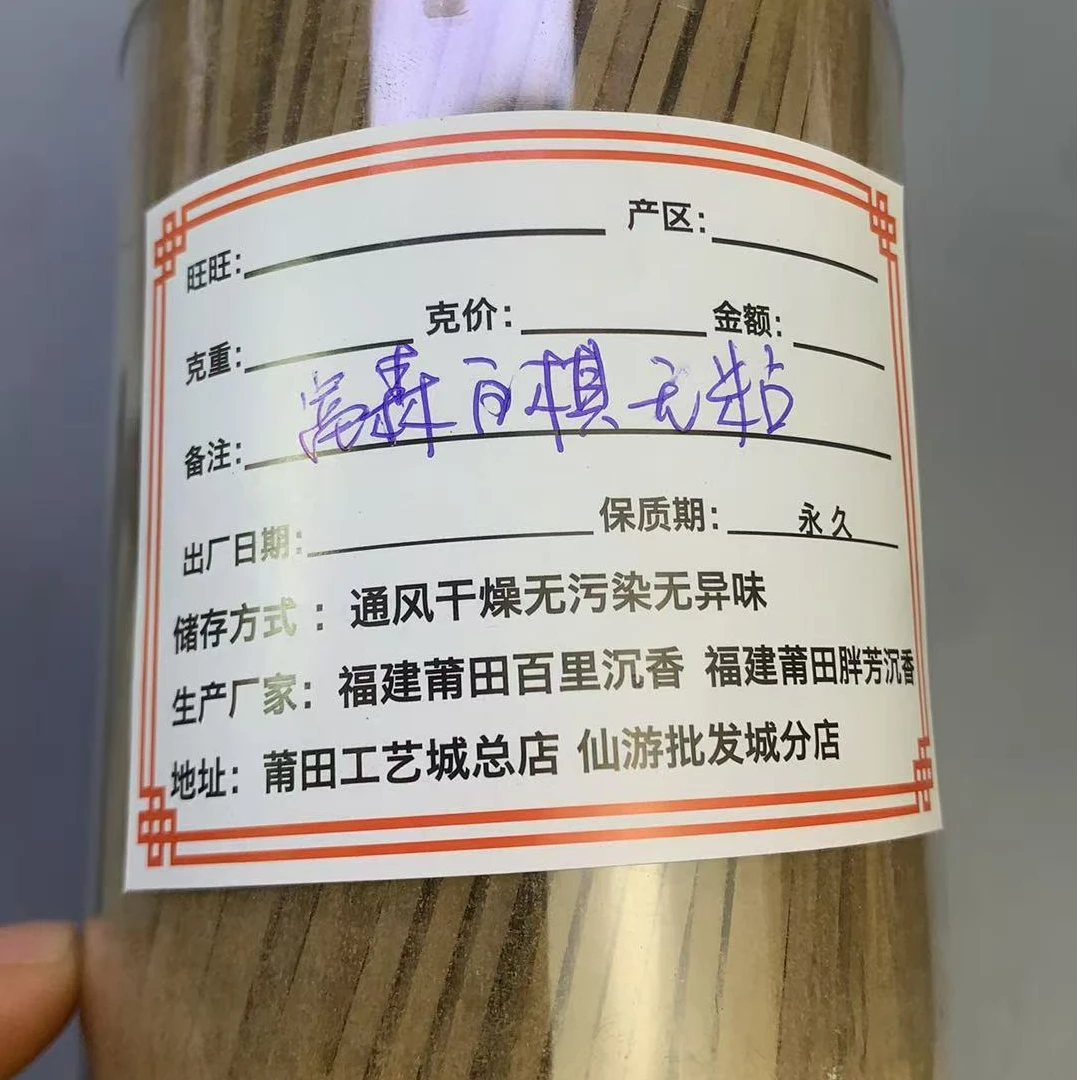 旺旺: 产区:
克重: 克价: 金额:
备注: 富森白棋无粘
出厂日期: 保质期: 永久
储存方式：通风干燥无污染无异味
生产厂家：福建莆田百里沉香 福建莆田胖芳沉香
地址：莆田工艺城总店 仙游批发城分店